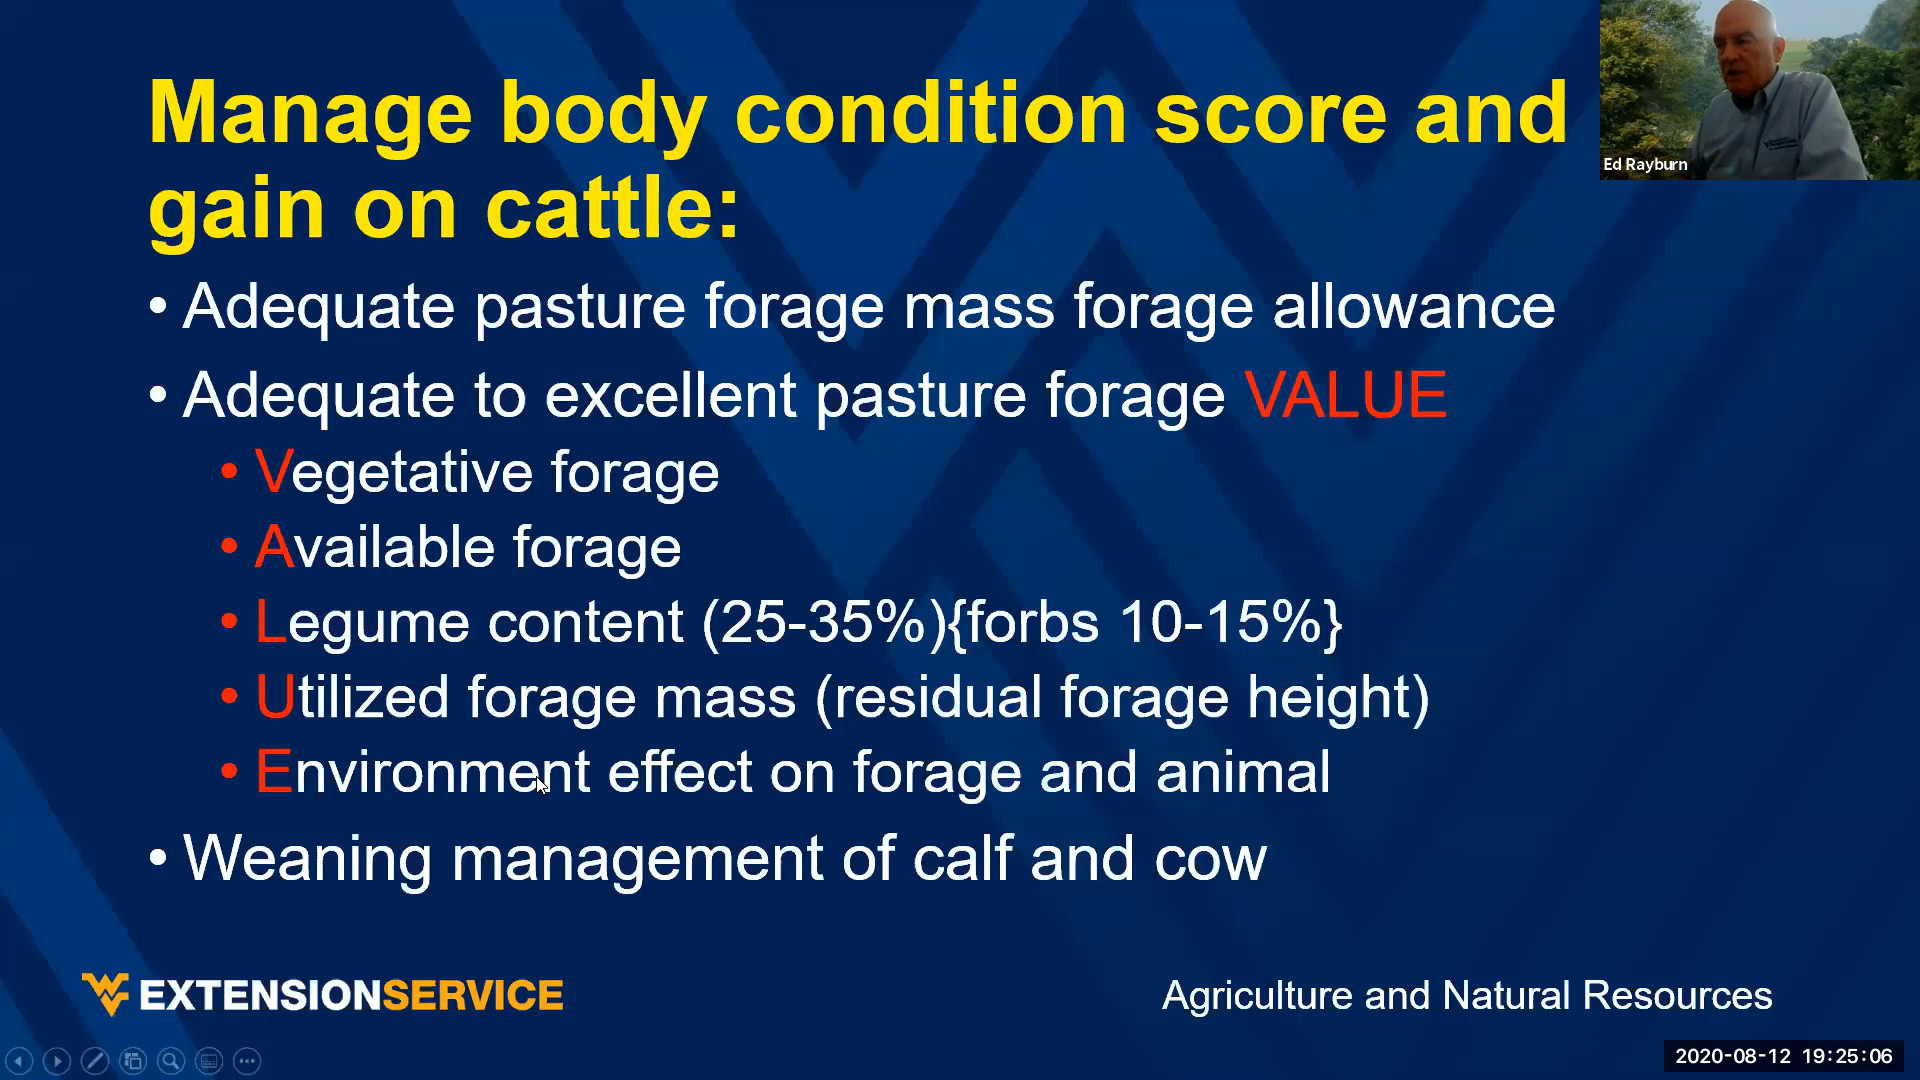 Manage body condition score and
gain on cattle:
Ed Rayburn
• Adequate pasture forage mass forage allowance
• Adequate to excellent pasture forage VALUE
• Vegetative forage
• Available forage
• Legume content (25-35%){forbs 10-15%}
• Utilized forage mass (residual forage height)
• Environment effect on forage and animal
• Weaning management of calf and cow
WV EXTENSIONSERVICE
Agriculture and Natural Resources
2020-08-12 19:25:06